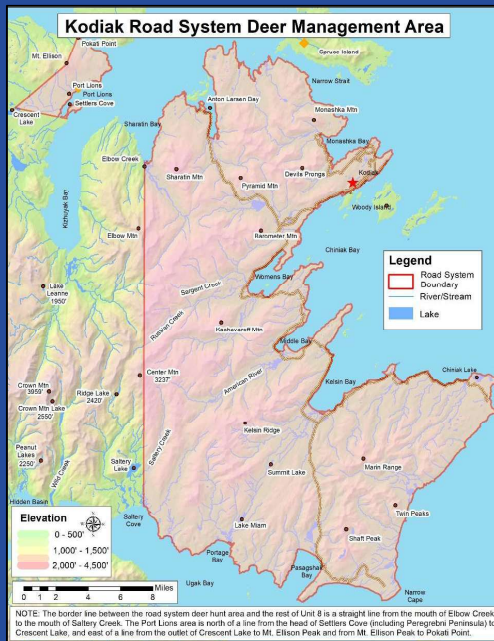 Kodiak Road System Deer Management Area
Pokati Point
Mt. Ellison
Port Lions
Port Lions
Settlers Cove
Crescent
Lake
Spruce Island
Narrow Strait
Anton Larsen Bay
Sharatin Bay
Monashka Mtn
Monashka Bay
Elbow Creek
Sharatin Mtn
Devils Prongs
Kodiak
Pyramid Mtn
Woody Island
Kizhuyak Bay
Elbow Mtn
Barometer Mtn
Chiniak Bay
Womens Bay
Legend
Road System
Boundary
River/Stream
Lake
Lake
Leanne
1950'
Sargent Creek
Russian Creek
Kashevaroff Mtn
Middle Bay
Center Mtn
3237'
American River
Kalsin Bay
Chiniak Lake
Crown Mtn
3959'
Crown Mtn Lake
2550'
Ridge Lake
2420'
Kalsin Ridge
Peanut
Lakes
2250'
Wild Creek
Saltery
Lake
Saltery Creek
Summit Lake
Marin Range
Hidden Basin
Saltery
Cove
Twin Peaks
Lake Miam
Shaft Peak
Portage
Bay
Pasagshak
Bay
Ugak Bay
Narrow
Cape
Elevation
0 - 500'
1,000' - 1,500'
2,000' - 4,500'
Miles
0 1 2 4 6 8
NOTE: The border line between the road system deer hunt area and the rest of Unit 8 is a straight line from the mouth of Elbow Creek
to the mouth of Saltery Creek. The Port Lions area is north of a line from the head of Settlers Cove (including Peregrebni Peninsula) to
Crescent Lake, and east of a line from the outlet of Crescent Lake to Mt. Ellison Peak and from Mt. Ellison Peak to Pokati Point.